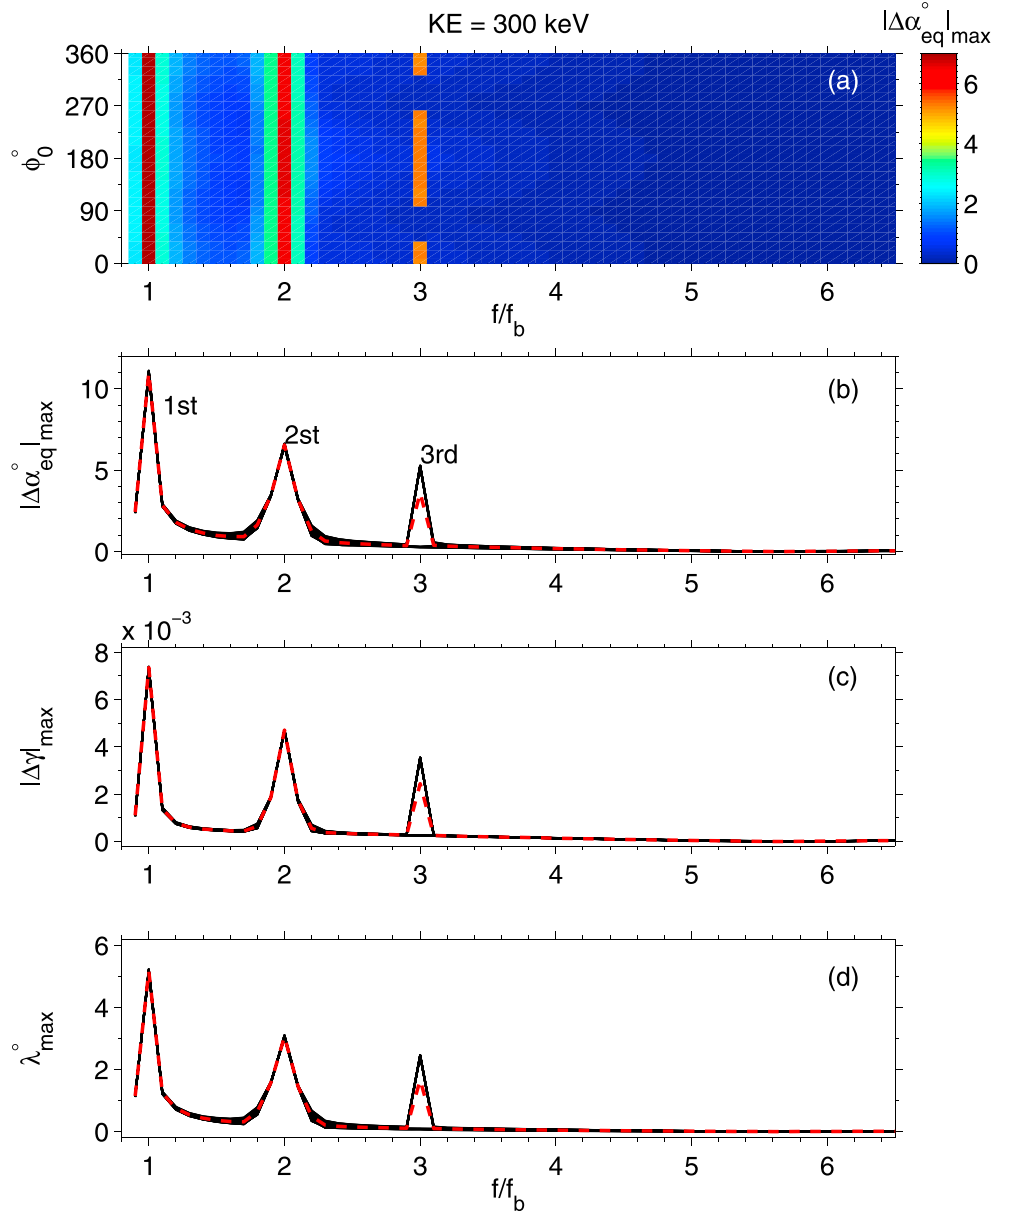 KE = 300 keV
|Δα°eq|max
(a)
360
270
180
90
0
ϕ°0
6
4
2
0
1 2 3 4 5 6
f/fb
(b)
10
5
0
|Δα°eq|max
1st
2st
3rd
1 2 3 4 5 6
x 10−3
(c)
8
6
4
2
0
|Δγ|max
1 2 3 4 5 6
(d)
6
4
2
0
λ°max
1 2 3 4 5 6
f/fb